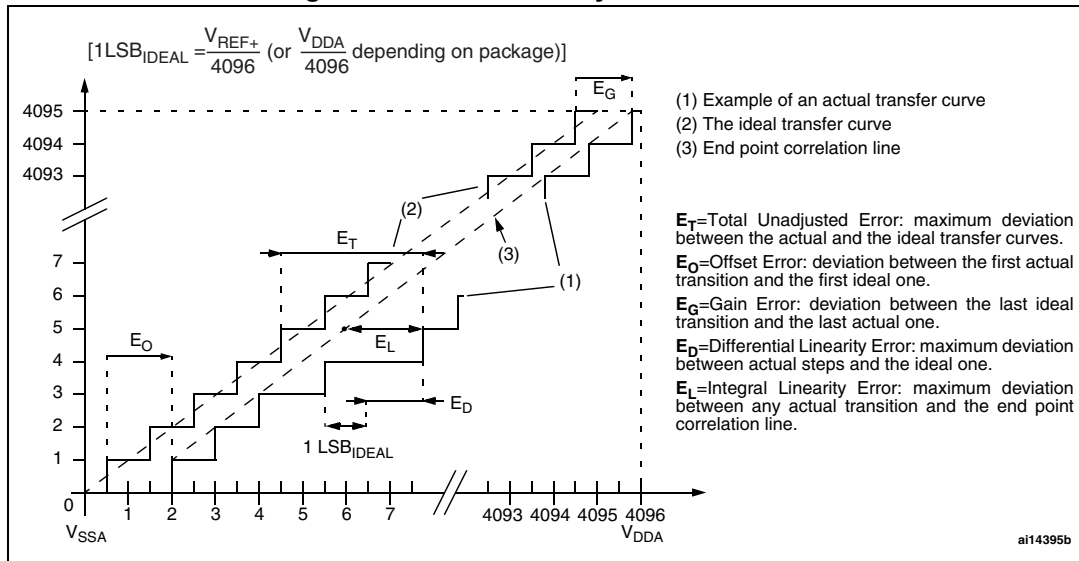 [1LSB_IDEAL = V_REF+/4096 (or V_DDA/4096 depending on package)]
E_G
(1) Example of an actual transfer curve
(2) The ideal transfer curve
(3) End point correlation line
4095
4094
4093
(2)
E_T
(3)
(1)
7
6
5
4
3
2
1
0
E_O
E_L
E_D
1 LSB_IDEAL
E_T=Total Unadjusted Error: maximum deviation
between the actual and the ideal transfer curves.
E_O=Offset Error: deviation between the first actual
transition and the first ideal one.
E_G=Gain Error: deviation between the last ideal
transition and the last actual one.
E_D=Differential Linearity Error: maximum deviation
between actual steps and the ideal one.
E_L=Integral Linearity Error: maximum deviation
between any actual transition and the end point
correlation line.
1 2 3 4 5 6 7 4093 4094 4095 4096
V_SSA V_DDA
ai14395b